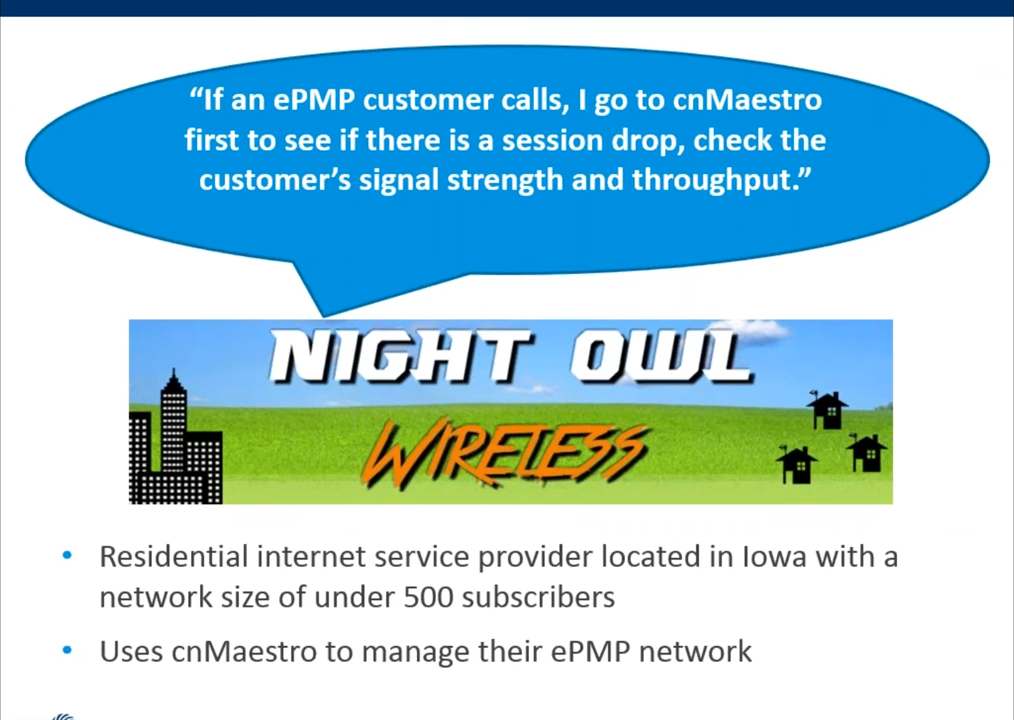 “If an ePMP customer calls, I go to cnMaestro
first to see if there is a session drop, check the
customer’s signal strength and throughput.”
NIGHT OWL
WIRELESS
• Residential internet service provider located in Iowa with a
network size of under 500 subscribers
• Uses cnMaestro to manage their ePMP network